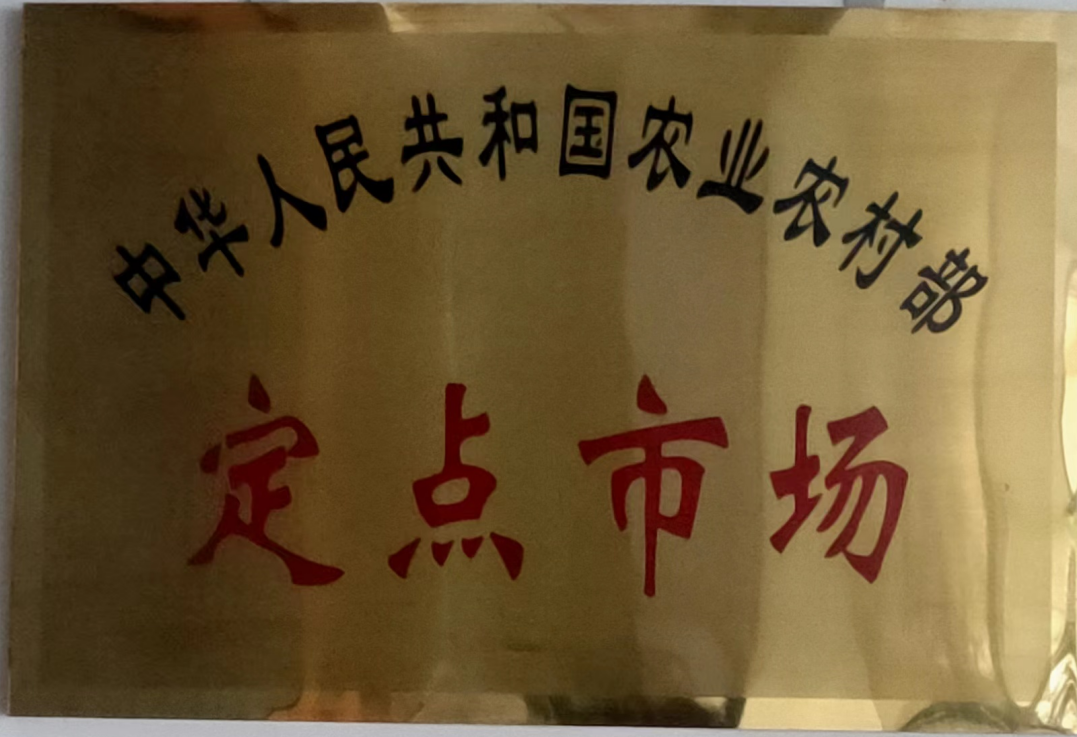 中华人民共和国农业农村部
定点市场